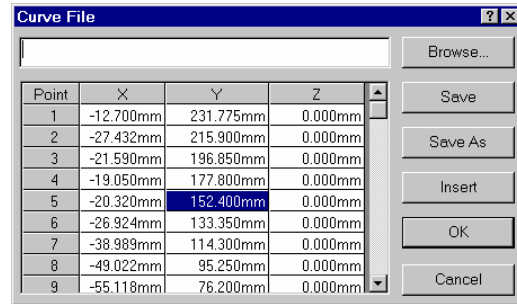 Curve File
Browse...
Point X Y Z
1 -12.700mm 231.775mm 0.000mm
2 -27.432mm 215.900mm 0.000mm
3 -21.590mm 196.850mm 0.000mm
4 -19.050mm 177.800mm 0.000mm
5 -20.320mm 152.400mm 0.000mm
6 -26.924mm 133.350mm 0.000mm
7 -38.989mm 114.300mm 0.000mm
8 -49.022mm 95.250mm 0.000mm
9 -55.118mm 76.200mm 0.000mm
Save
Save As
Insert
OK
Cancel